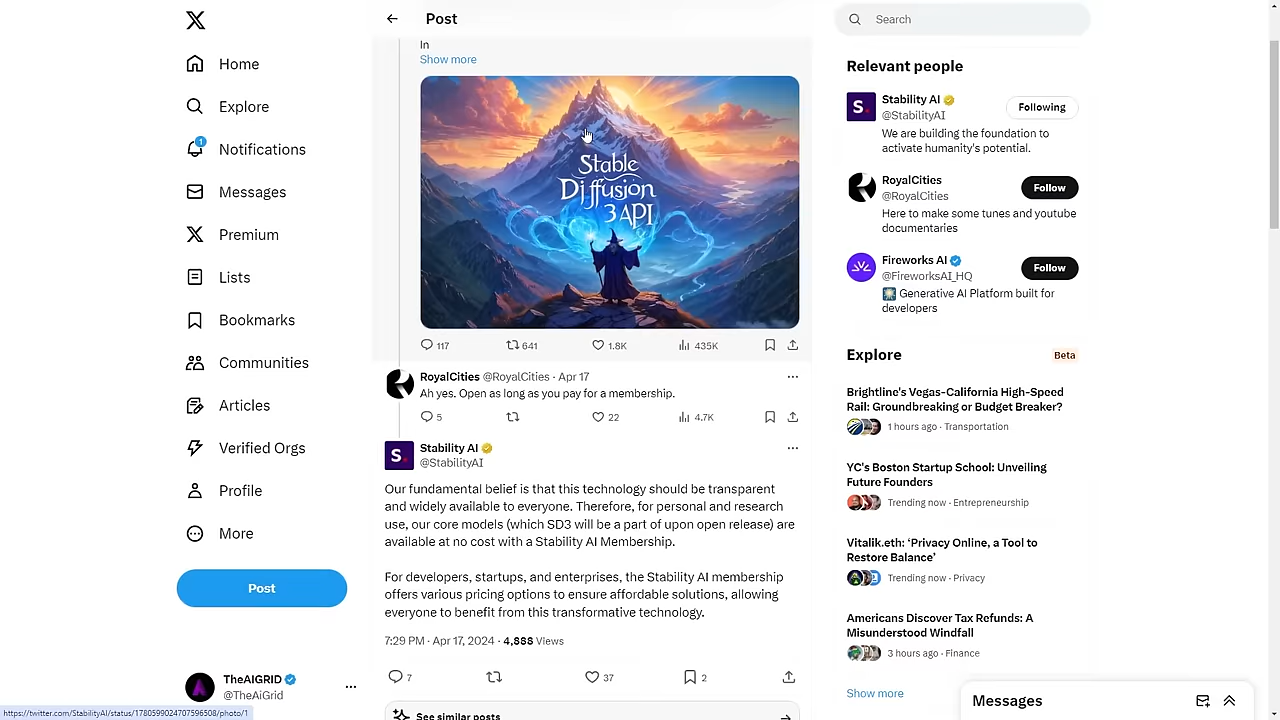 Home
Explore
1
Notifications
Messages
Premium
Lists
Bookmarks
Communities
Articles
Verified Orgs
Profile
More
Post
TheAIGRID
@TheAiGrid
https://twitter.com/StabilityAI/status/1780599024707596508/photo/1
Post
In
Show more
Stable
Diffusion
3 API
117 641 1.8K 435K
RoyalCities @RoyalCities · Apr 17
Ah yes. Open as long as you pay for a membership.
5 22 4.7K
S.
Stability AI
@StabilityAI
Our fundamental belief is that this technology should be transparent
and widely available to everyone. Therefore, for personal and research
use, our core models (which SD3 will be a part of upon open release) are
available at no cost with a Stability AI Membership.
For developers, startups, and enterprises, the Stability AI membership
offers various pricing options to ensure affordable solutions, allowing
everyone to benefit from this transformative technology.
7:29 PM · Apr 17, 2024 · 4,888 Views
7 37 2
See similar posts
Search
Relevant people
S.
Stability AI
@StabilityAI
Following
We are building the foundation to
activate humanity's potential.
RoyalCities
@RoyalCities
Follow
Here to make some tunes and youtube
documentaries
Fireworks AI
@FireworksAI_HQ
Follow
Generative AI Platform built for
developers
Explore
Beta
Brightline's Vegas-California High-Speed
Rail: Groundbreaking or Budget Breaker?
1 hours ago · Transportation
YC's Boston Startup School: Unveiling
Future Founders
Trending now · Entrepreneurship
Vitalik.eth: ‘Privacy Online, a Tool to
Restore Balance’
Trending now · Privacy
Americans Discover Tax Refunds: A
Misunderstood Windfall
3 hours ago · Finance
Show more
Messages